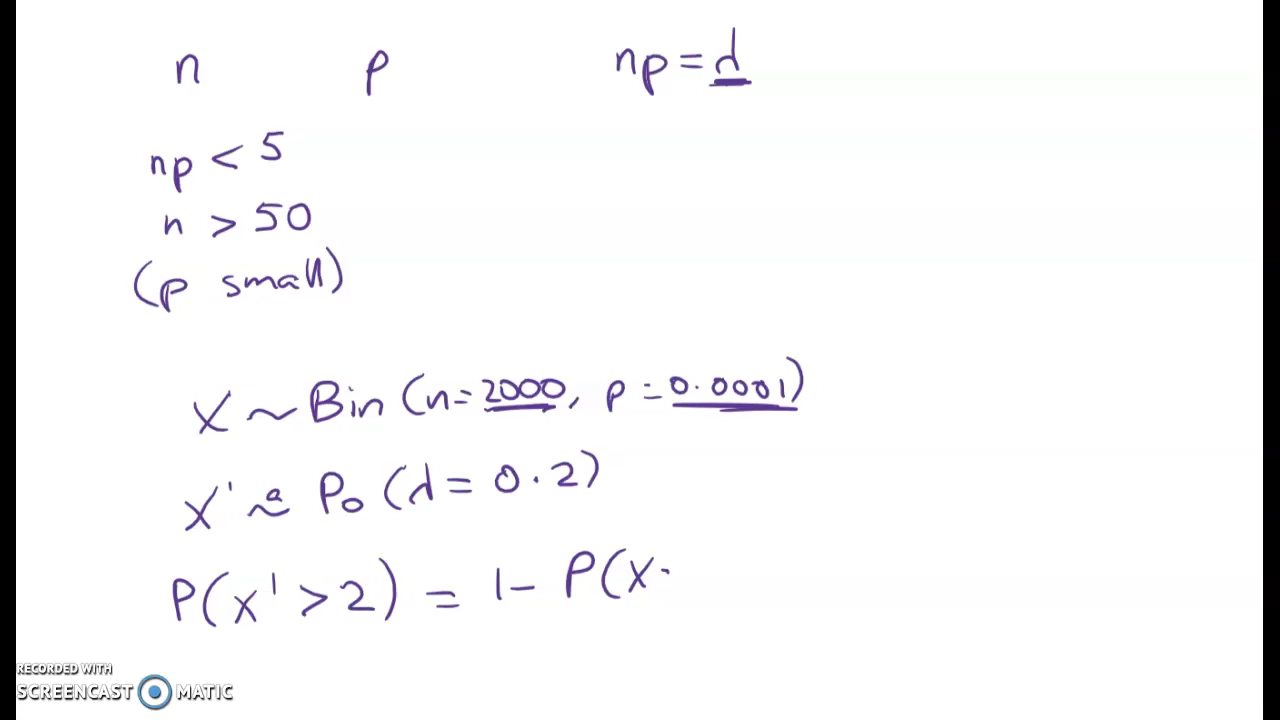 n p np = λ
np < 5
n > 50
(p small)
X ~ Bin (n = 2000, p = 0.0001)
X' ~ᵃ Po (λ = 0.2)
P(X' > 2) = 1 - P(X
RECORDED WITH
SCREENCAST MATIC